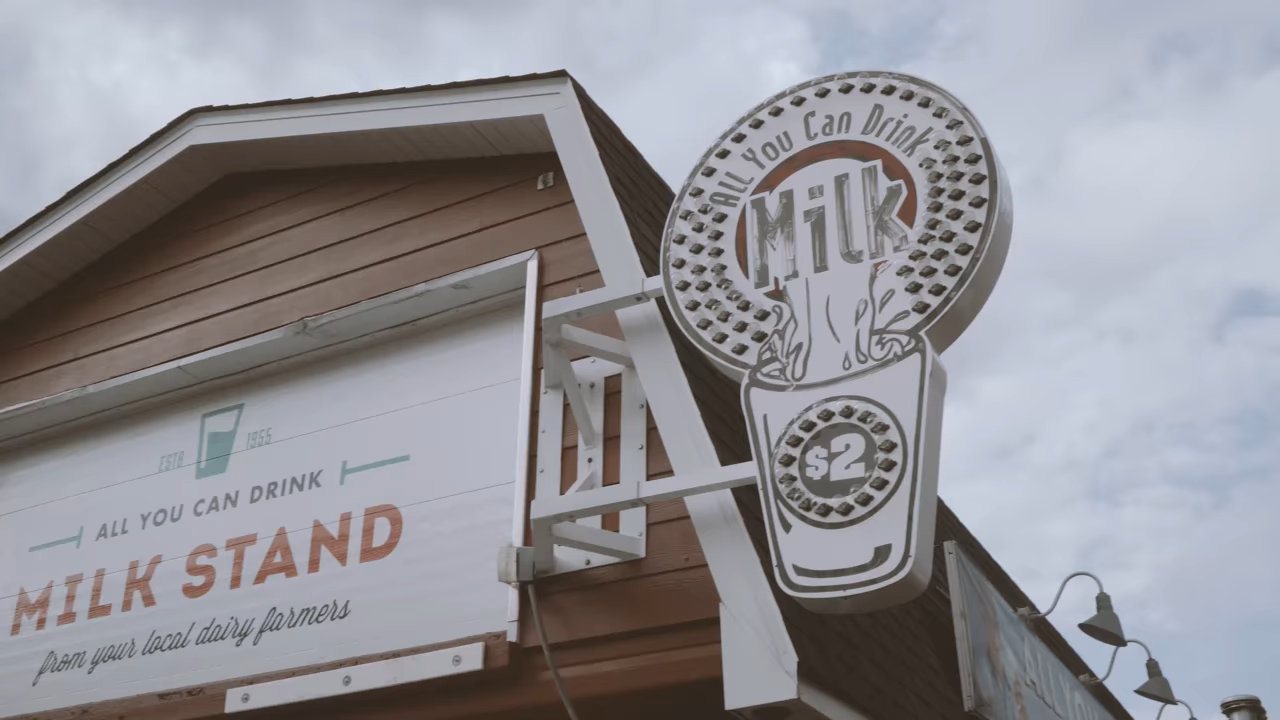 ESTD 1955
ALL YOU CAN DRINK
MILK STAND
from your local dairy farmers
All You Can Drink
Milk
$2